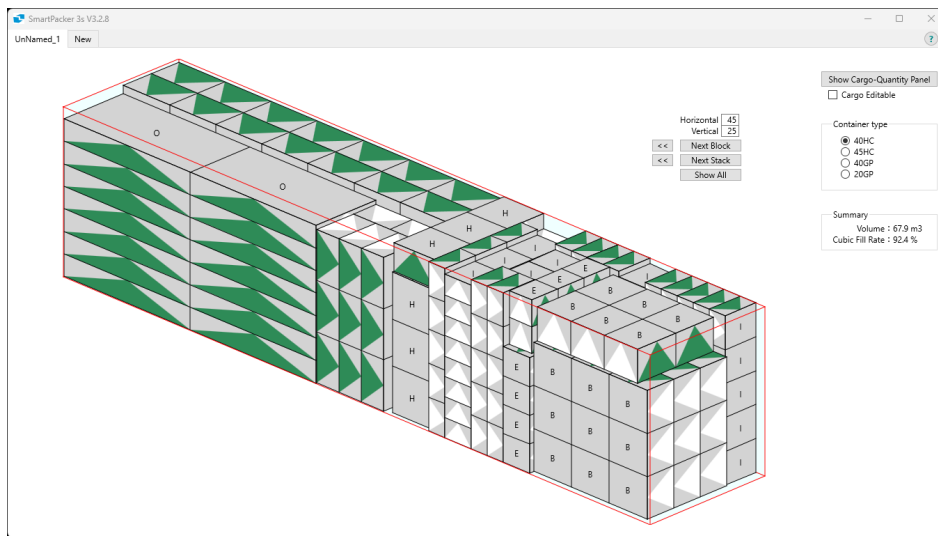 SmartPacker 3s V3.2.8
UnNamed_1 New
?
Show Cargo-Quantity Panel
Cargo Editable
Horizontal 45
Vertical 25
<< Next Block
<< Next Stack
Show All
Container type
40HC
45HC
40GP
20GP
Summary
Volume : 67.9 m3
Cubic Fill Rate : 92.4 %
O
O
H
H
H
I
I
I
I
E
I
E
I
E
B
B
B
B
B
B
H
H
H
E
E
E
E
E
B
B
B
B
B
B
B
B
B
I
I
I
I
I